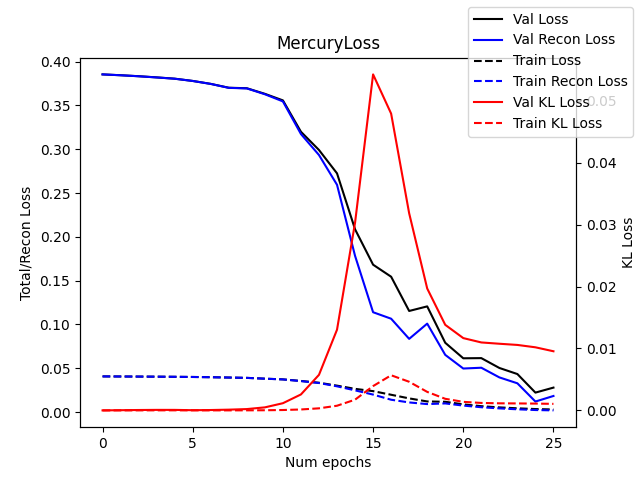 MercuryLoss
Val Loss
Val Recon Loss
Train Loss
Train Recon Loss
Val KL Loss
Train KL Loss
0.40
0.35
0.30
0.25
0.20
0.15
0.10
0.05
0.00
Total/Recon Loss
0.05
0.04
0.03
0.02
0.01
0.00
KL Loss
0
5
10
15
20
25
Num epochs